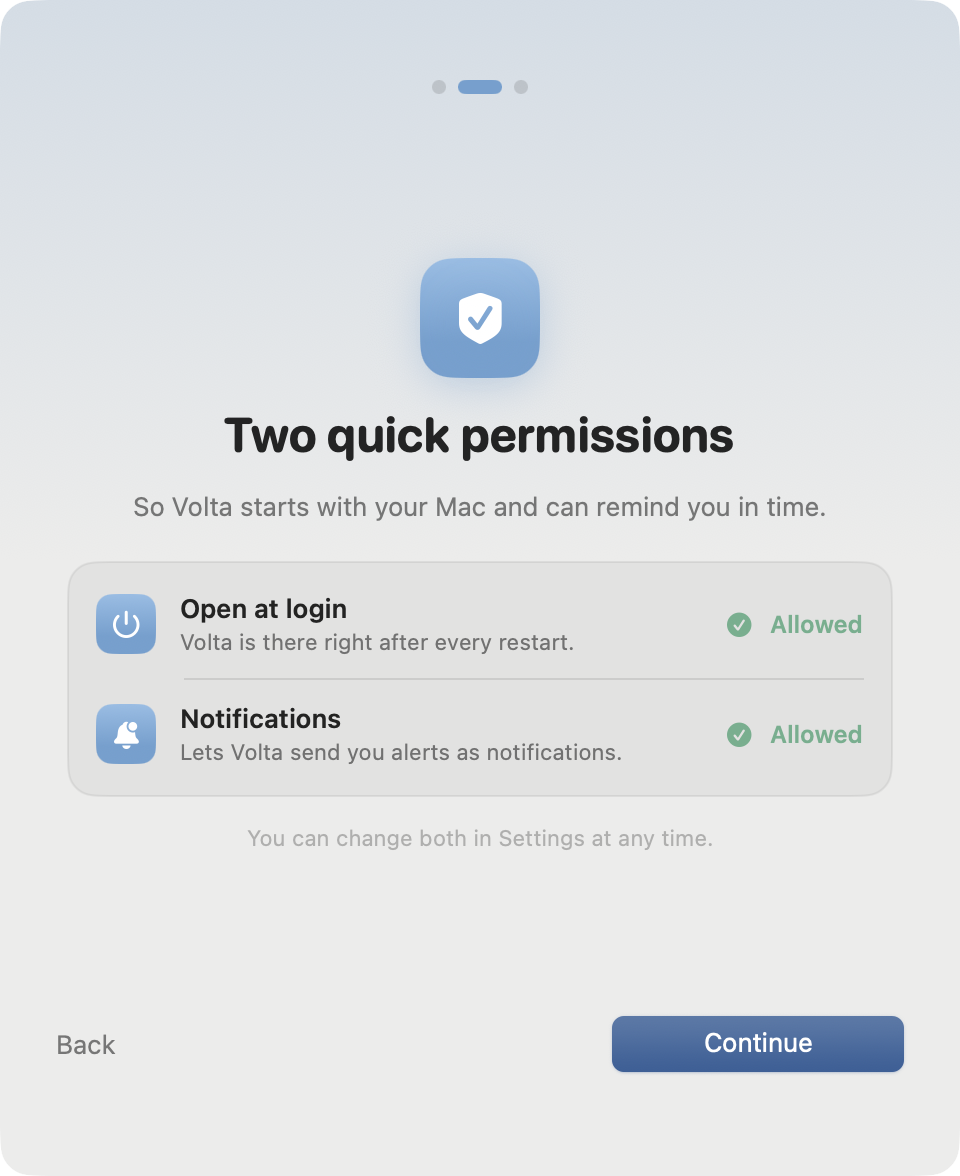 Two quick permissions
So Volta starts with your Mac and can remind you in time.
Open at login
Volta is there right after every restart.
Allowed
Notifications
Lets Volta send you alerts as notifications.
Allowed
You can change both in Settings at any time.
Back
Continue